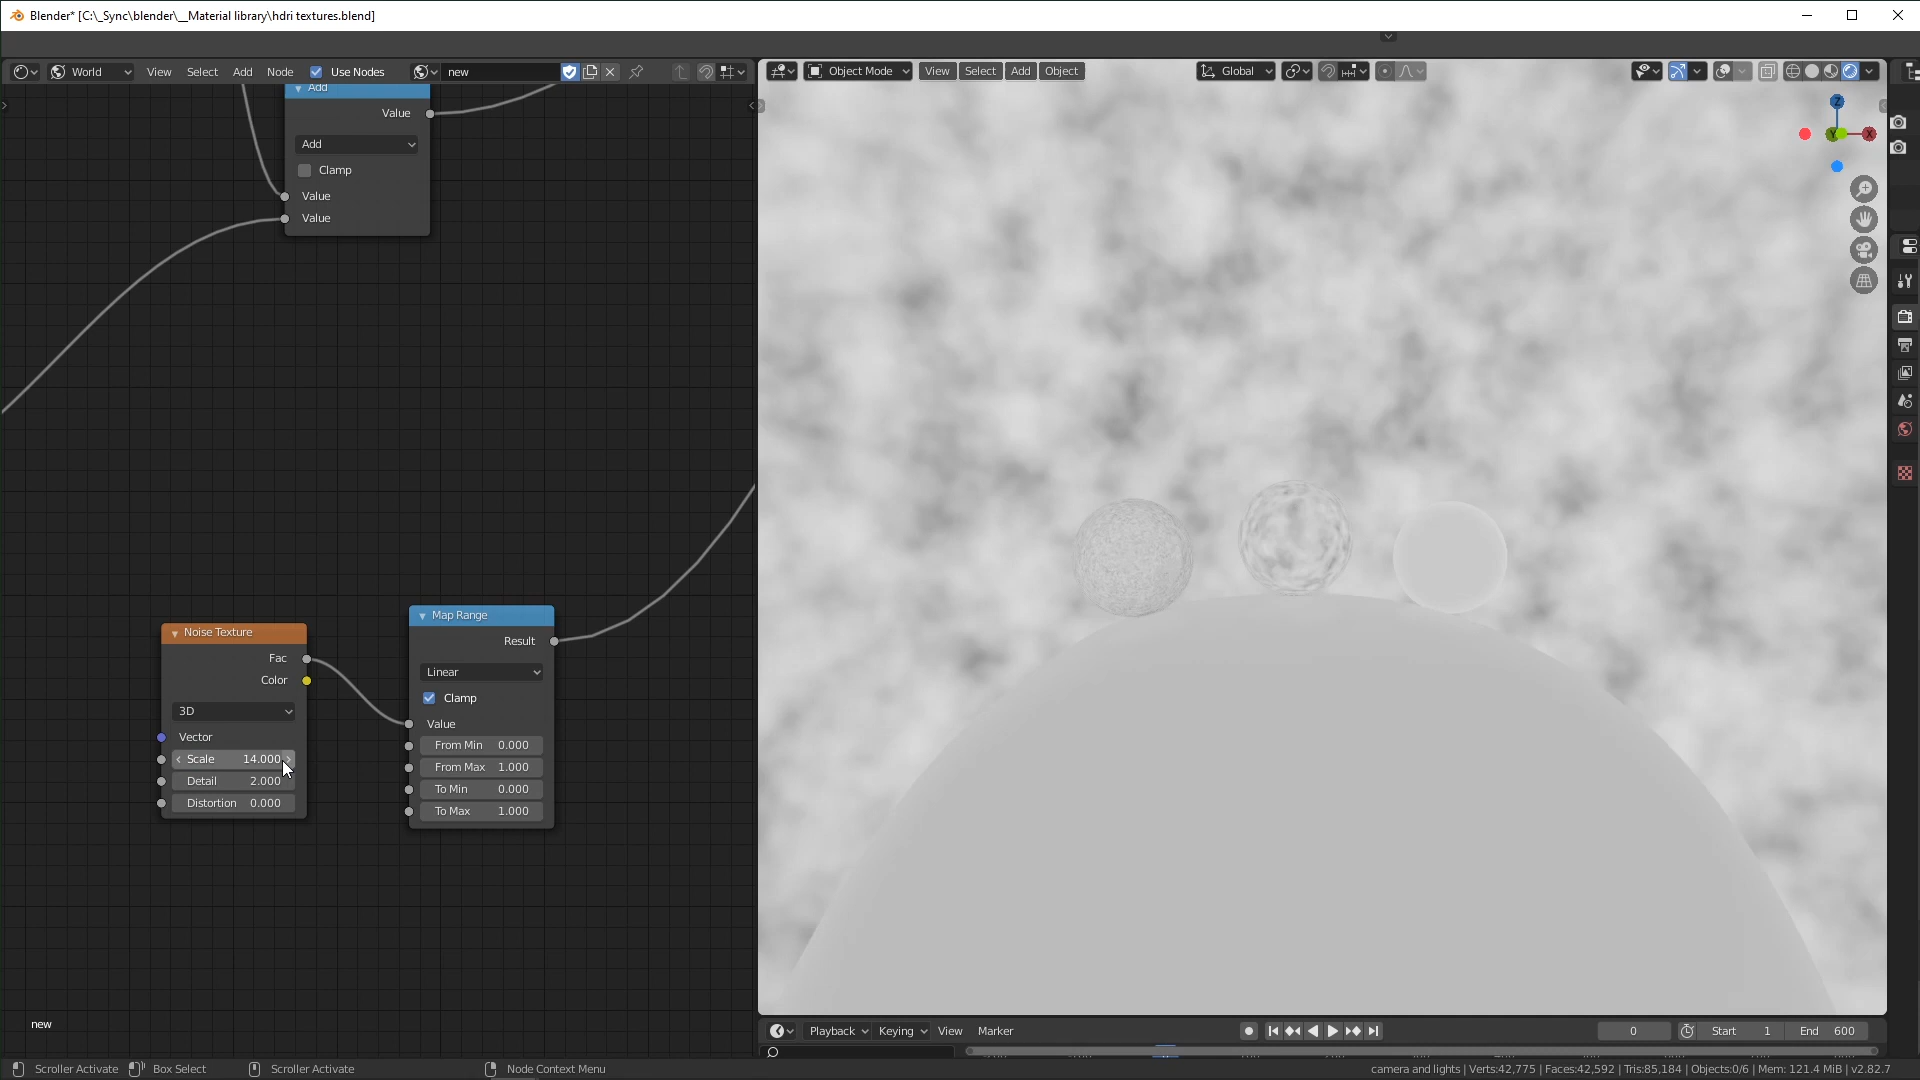 Blender* [C:\_Sync\blender\__Material library\hdri textures.blend]
World View Select Add Node Use Nodes new
Object Mode View Select Add Object Global
Add
Value
Add
Clamp
Value
Value
Z
Y X
Noise Texture
Fac
Color
3D
Vector
Scale 14.000
Detail 2.000
Distortion 0.000
Map Range
Result
Linear
Clamp
Value
From Min 0.000
From Max 1.000
To Min 0.000
To Max 1.000
new
Playback Keying View Marker 0 Start 1 End 600
Scroller Activate Box Select Scroller Activate Node Context Menu
camera and lights | Verts:42,775 | Faces:42,592 | Tris:85,184 | Objects:0/6 | Mem: 121.4 MiB | v2.82.7